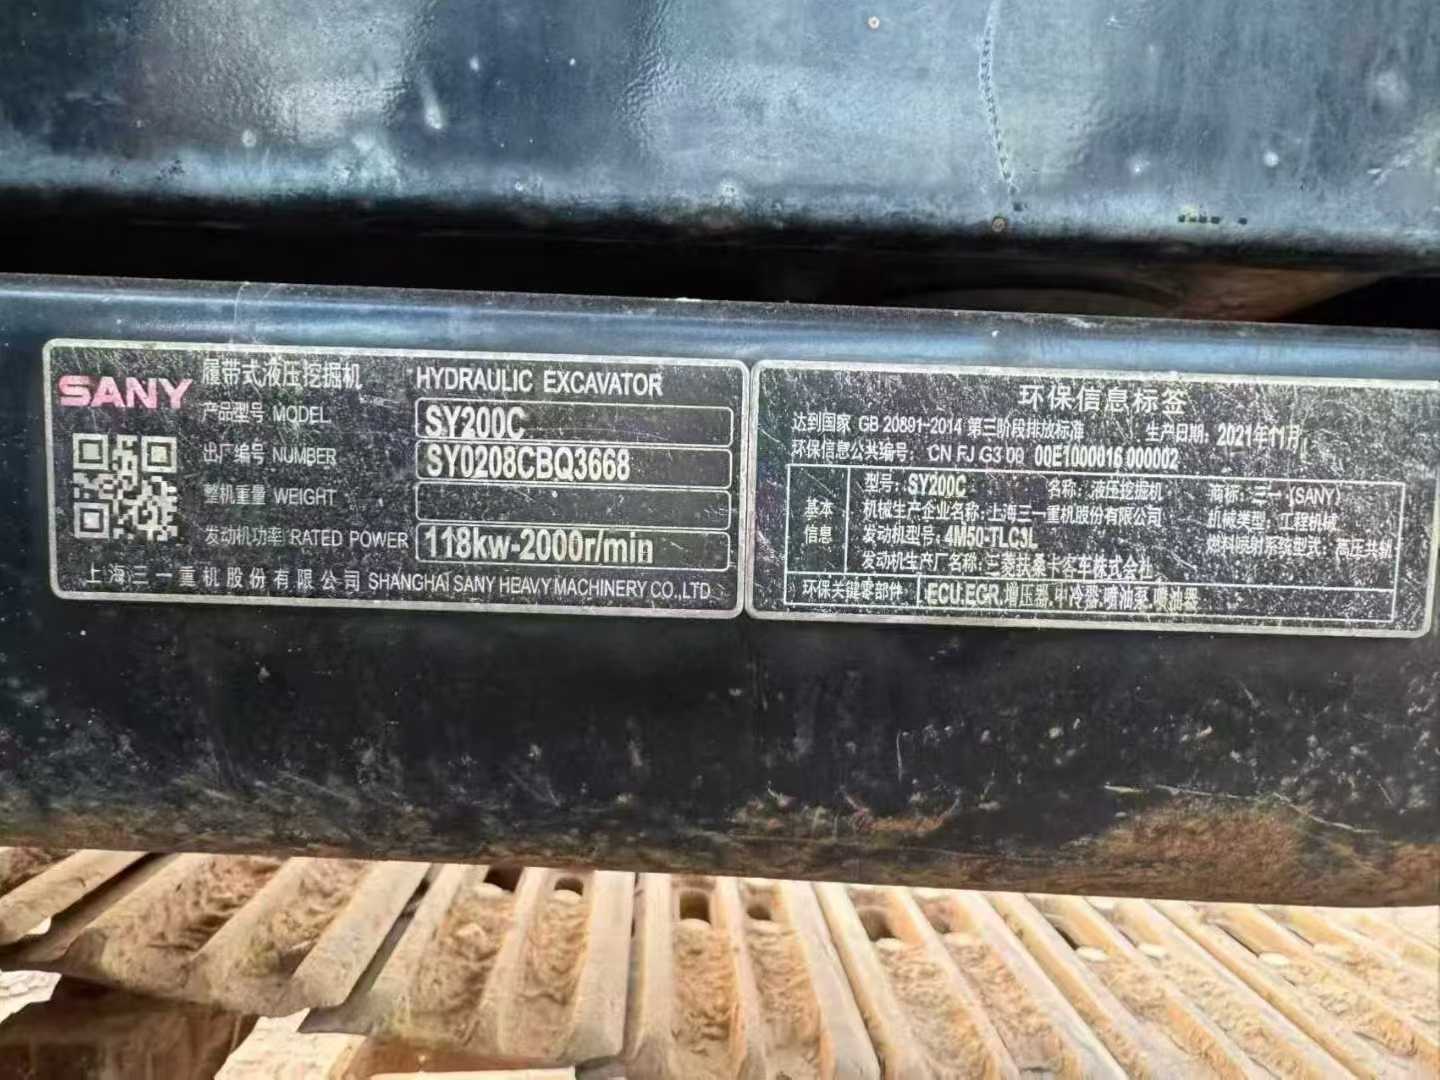 SANY 履带式液压挖掘机 HYDRAULIC EXCAVATOR
产品型号 MODEL SY200C
出厂编号 NUMBER SY0208CBQ3668
整机重量 WEIGHT
发动机功率 RATED POWER 118kw-2000r/min
上海三一重机股份有限公司 SHANGHAI SANY HEAVY MACHINERY CO.,LTD
环保信息标签
达到国家 GB 20891-2014 第三阶段排放标准 生产日期: 2021年11月
环保信息公共编号: CN FJ G3 00 00E1000016 000002
基本信息
型号: SY200C 名称: 液压挖掘机 商标: 三一 (SANY)
机械生产企业名称: 上海三一重机股份有限公司 机械类型: 工程机械
发动机型号: 4M50-TLC3L 燃料喷射系统型式: 高压共轨
发动机生产厂名称: 三菱扶桑卡客车株式会社
环保关键零部件 ECU.EGR.增压器.中冷器.喷油泵.喷油器